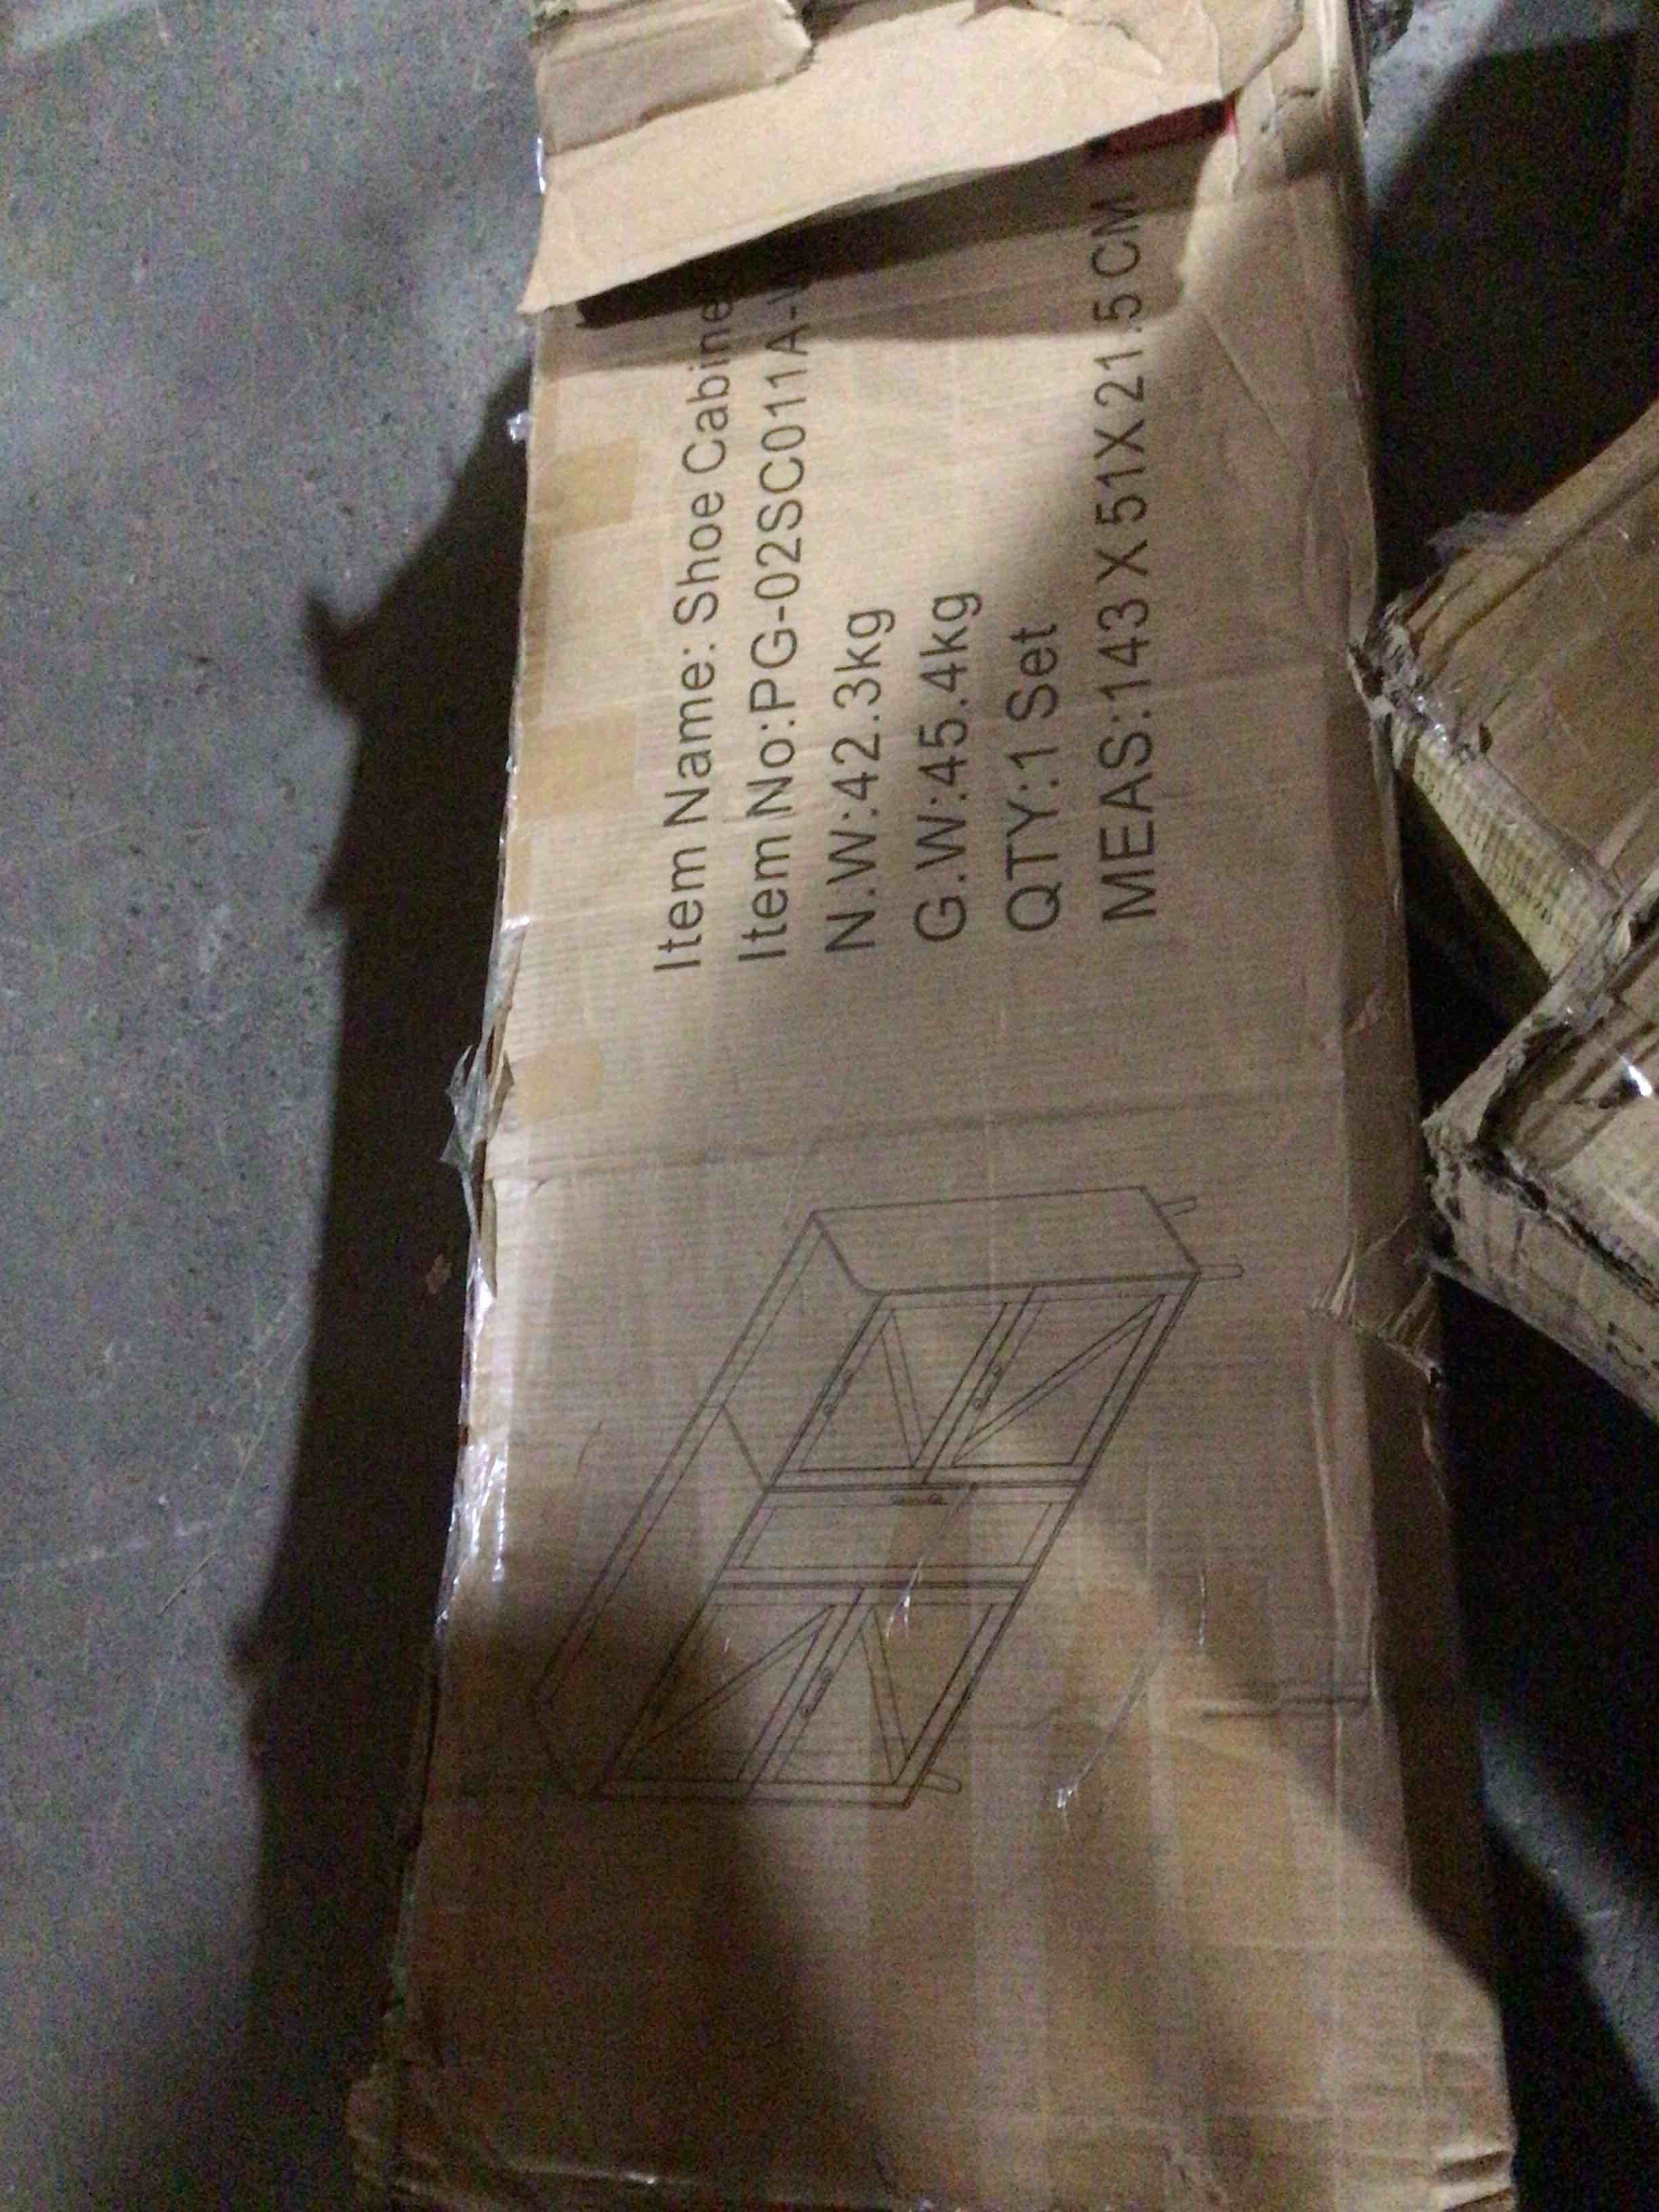 Item Name: Shoe Cabine
Item No:PG-02SC011A-
N.W:42.3kg
G.W:45.4kg
QTY:1 Set
MEAS:143 X 51X 21.5 CM